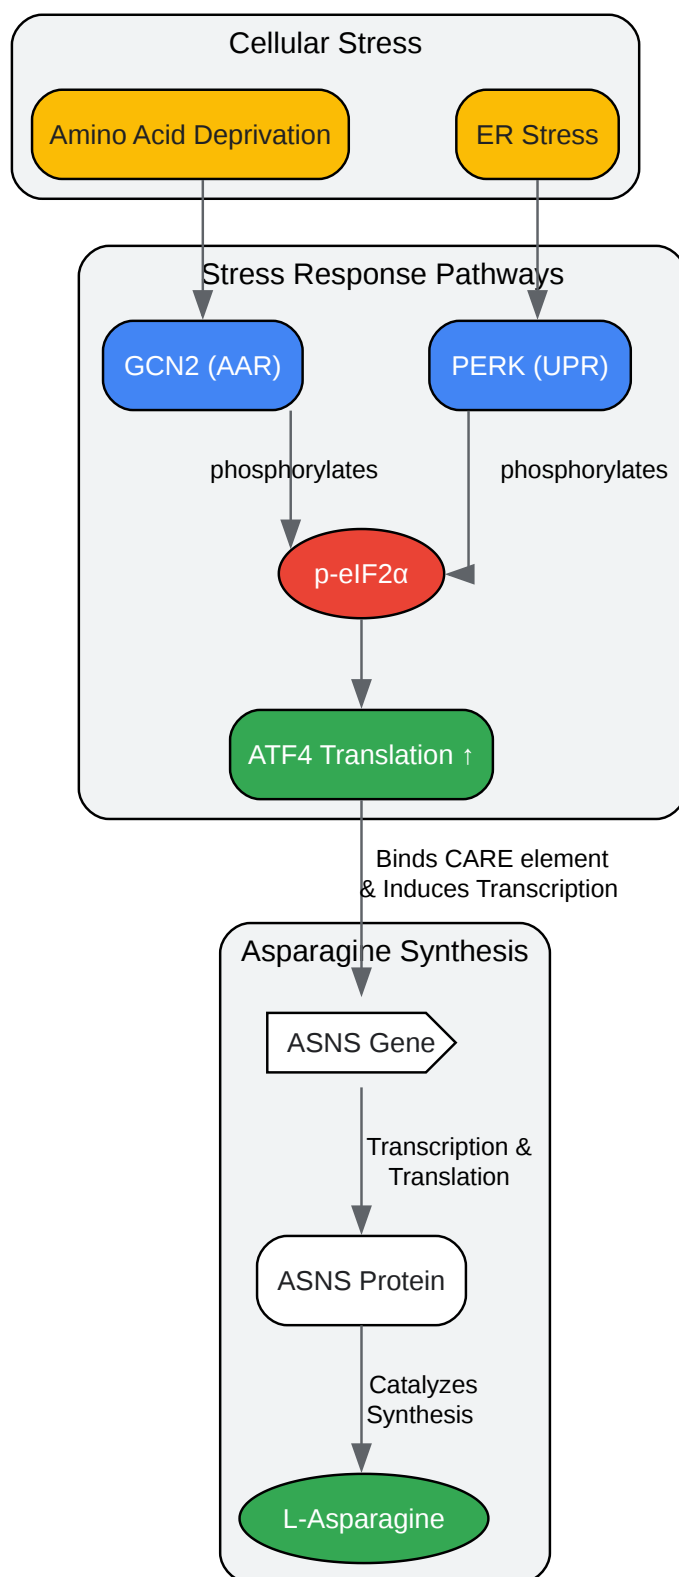 Cellular Stress
Amino Acid Deprivation
ER Stress
Stress Response Pathways
GCN2 (AAR)
PERK (UPR)
phosphorylates
phosphorylates
p-eIF2α
ATF4 Translation ↑
Binds CARE element
& Induces Transcription
Asparagine Synthesis
ASNS Gene
Transcription &
Translation
ASNS Protein
Catalyzes
Synthesis
L-Asparagine